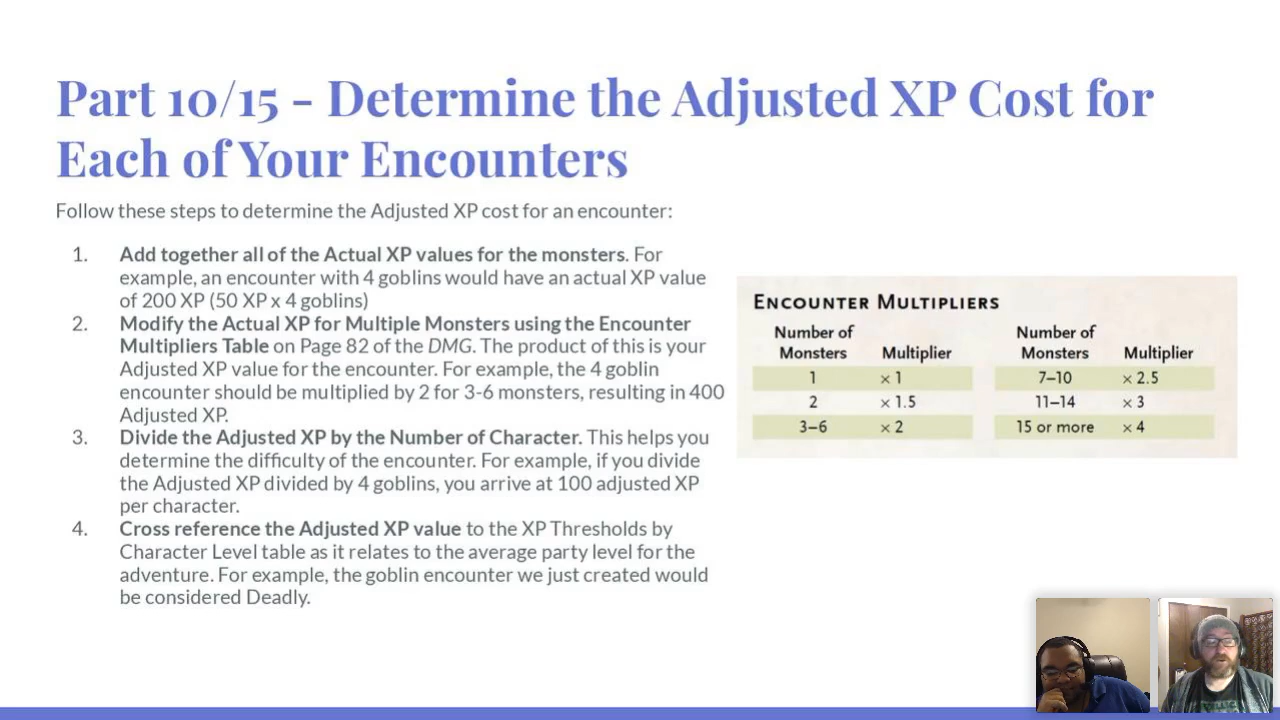 Part 10/15 - Determine the Adjusted XP Cost for
Each of Your Encounters
Follow these steps to determine the Adjusted XP cost for an encounter:
1. Add together all of the Actual XP values for the monsters. For
example, an encounter with 4 goblins would have an actual XP value
of 200 XP (50 XP x 4 goblins)
2. Modify the Actual XP for Multiple Monsters using the Encounter
Multipliers Table on Page 82 of the DMG. The product of this is your
Adjusted XP value for the encounter. For example, the 4 goblin
encounter should be multiplied by 2 for 3-6 monsters, resulting in 400
Adjusted XP.
3. Divide the Adjusted XP by the Number of Character. This helps you
determine the difficulty of the encounter. For example, if you divide
the Adjusted XP divided by 4 goblins, you arrive at 100 adjusted XP
per character.
4. Cross reference the Adjusted XP value to the XP Thresholds by
Character Level table as it relates to the average party level for the
adventure. For example, the goblin encounter we just created would
be considered Deadly.
ENCOUNTER MULTIPLIERS
Number of Number of
Monsters Multiplier Monsters Multiplier
1 × 1 7–10 × 2.5
2 × 1.5 11–14 × 3
3–6 × 2 15 or more × 4